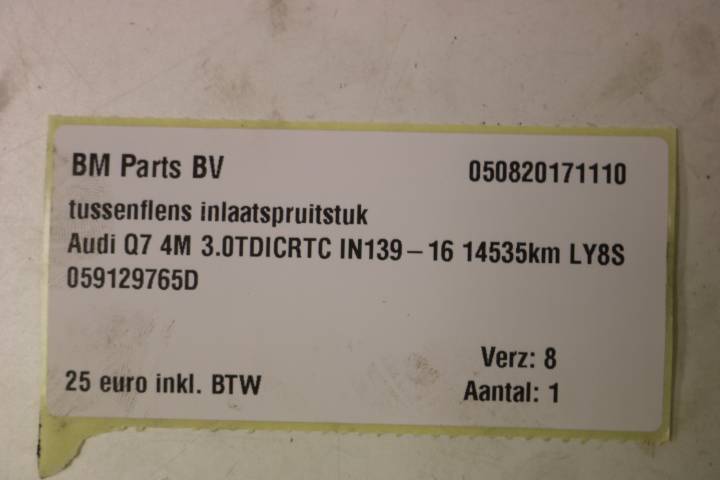 BM Parts BV 050820171110
tussenflens inlaatspruitstuk
Audi Q7 4M 3.0TDICRTC IN139-16 14535km LY8S
059129765D
Verz: 8
25 euro inkl. BTW Aantal: 1